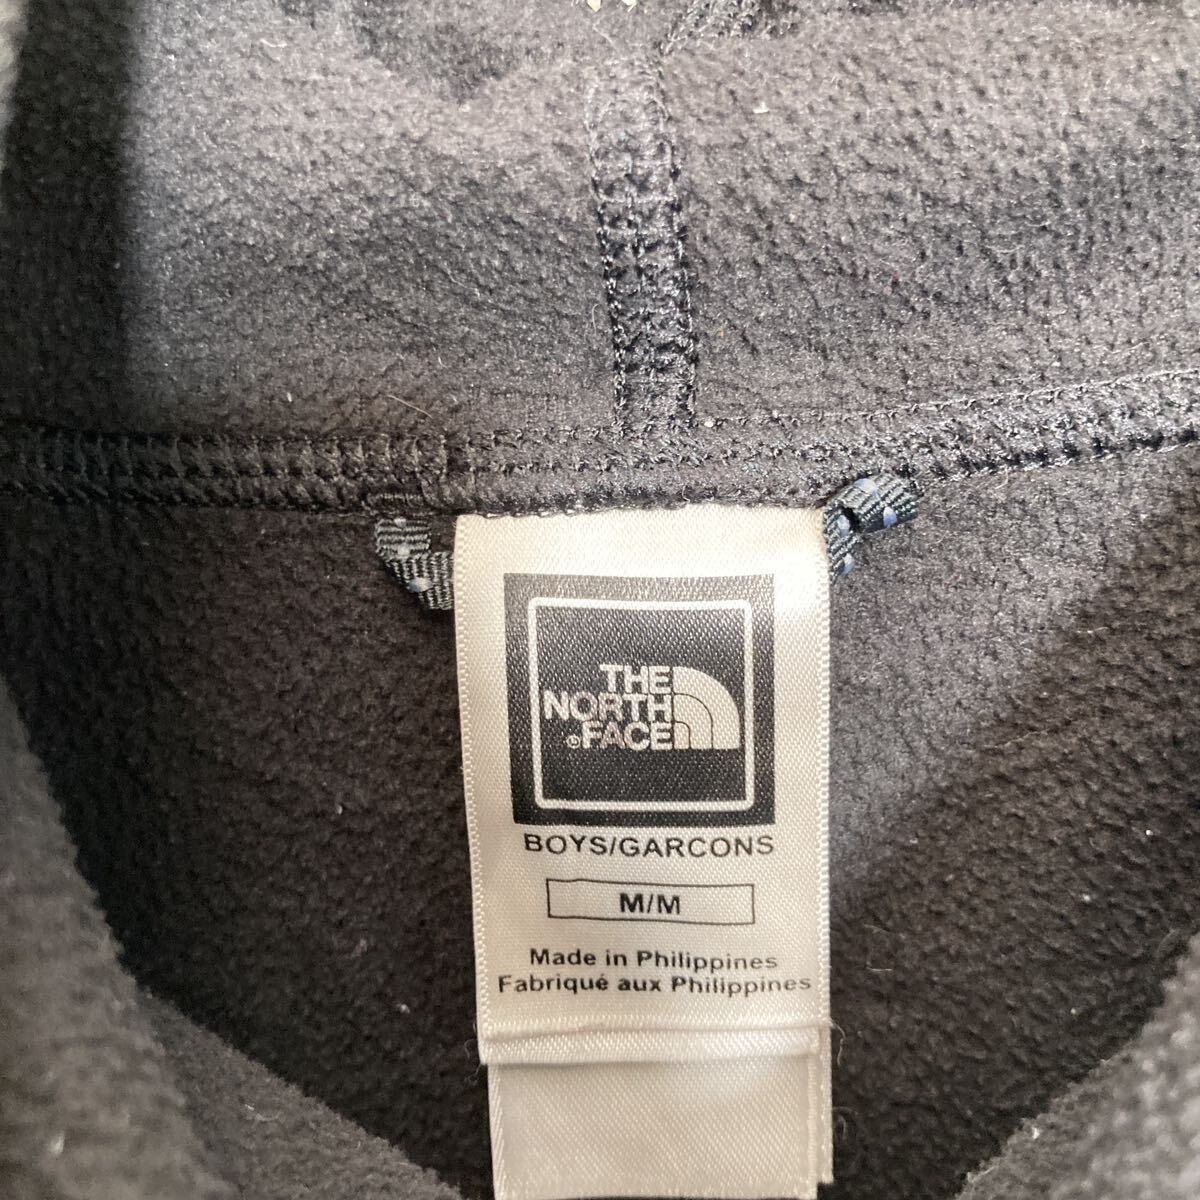 THE
NORTH
®FACE
BOYS/GARCONS
M/M
Made in Philippines
Fabriqué aux Philippines